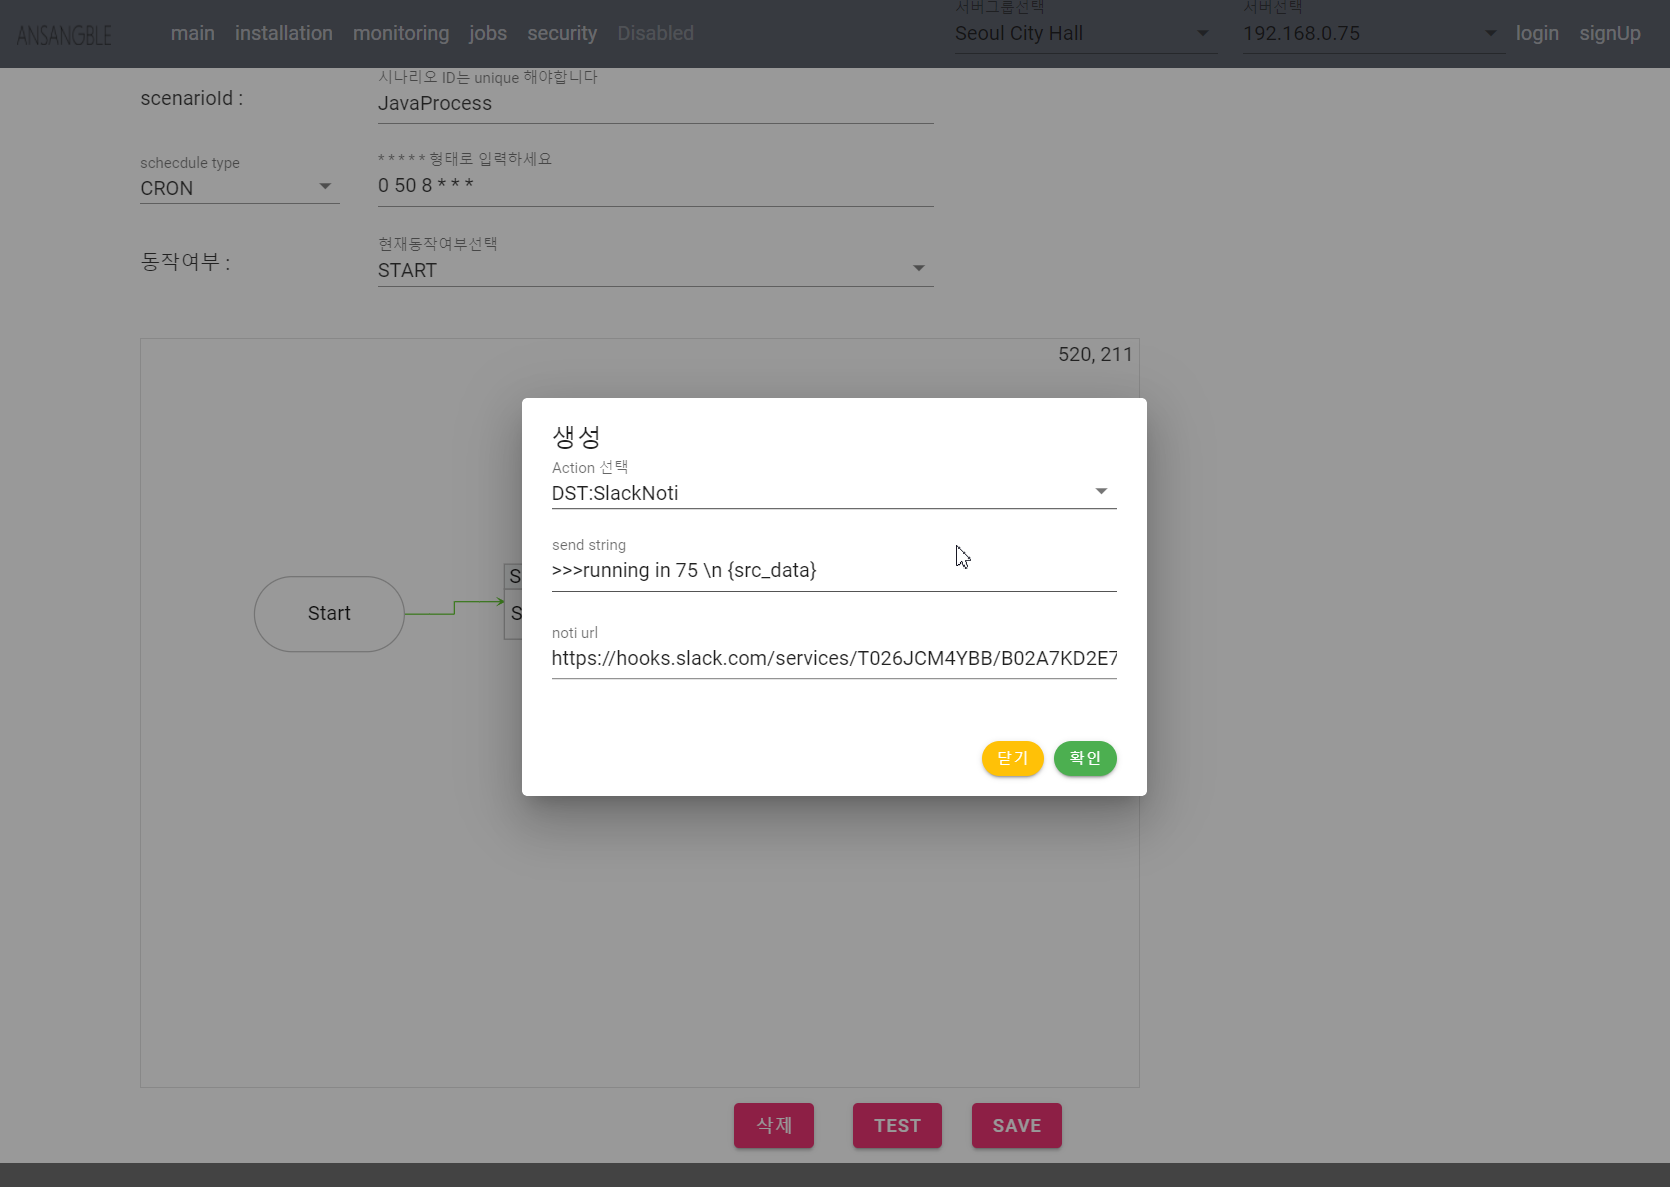 ANSANGBLE
main installation monitoring jobs security Disabled
서버그룹선택
Seoul City Hall
서버선택
192.168.0.75
login signUp
scenarioId :
시나리오 ID는 unique 해야합니다
JavaProcess
schecdule type
CRON
* * * * * 형태로 입력하세요
0 50 8 * * *
동작여부 :
현재동작여부선택
START
520, 211
Start
S
S
생성
Action 선택
DST:SlackNoti
send string
>>>running in 75 \n {src_data}
noti url
https://hooks.slack.com/services/T026JCM4YBB/B02A7KD2E7
닫기 확인
삭제 TEST SAVE